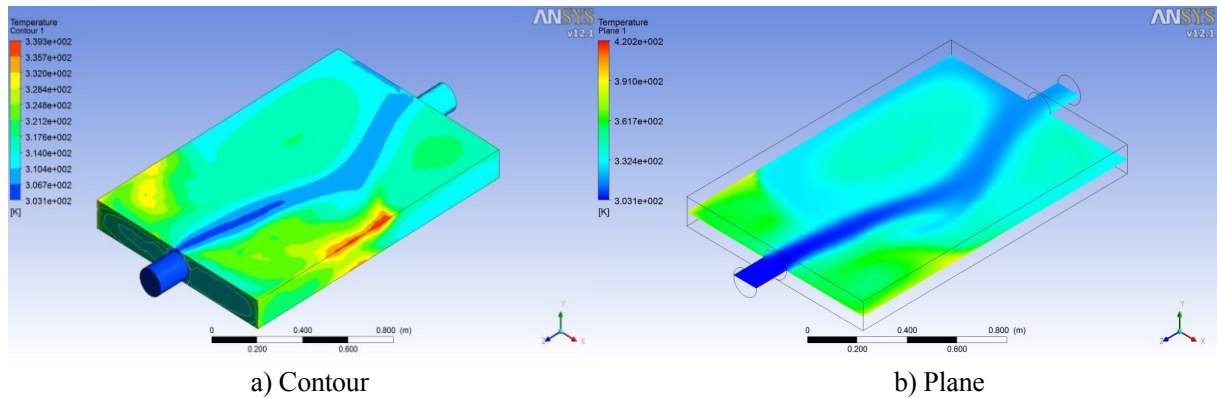 Temperature
Contour 1
3.393e+002
3.357e+002
3.320e+002
3.284e+002
3.248e+002
3.212e+002
3.176e+002
3.140e+002
3.104e+002
3.067e+002
3.031e+002
[K]
ANSYS
v12.1
0 0.400 0.800 (m)
0.200 0.600
Y
Z X
a) Contour
Temperature
Plane 1
4.202e+002
3.910e+002
3.617e+002
3.324e+002
3.031e+002
[K]
ANSYS
v12.1
0 0.400 0.800 (m)
0.200 0.600
Y
Z X
b) Plane